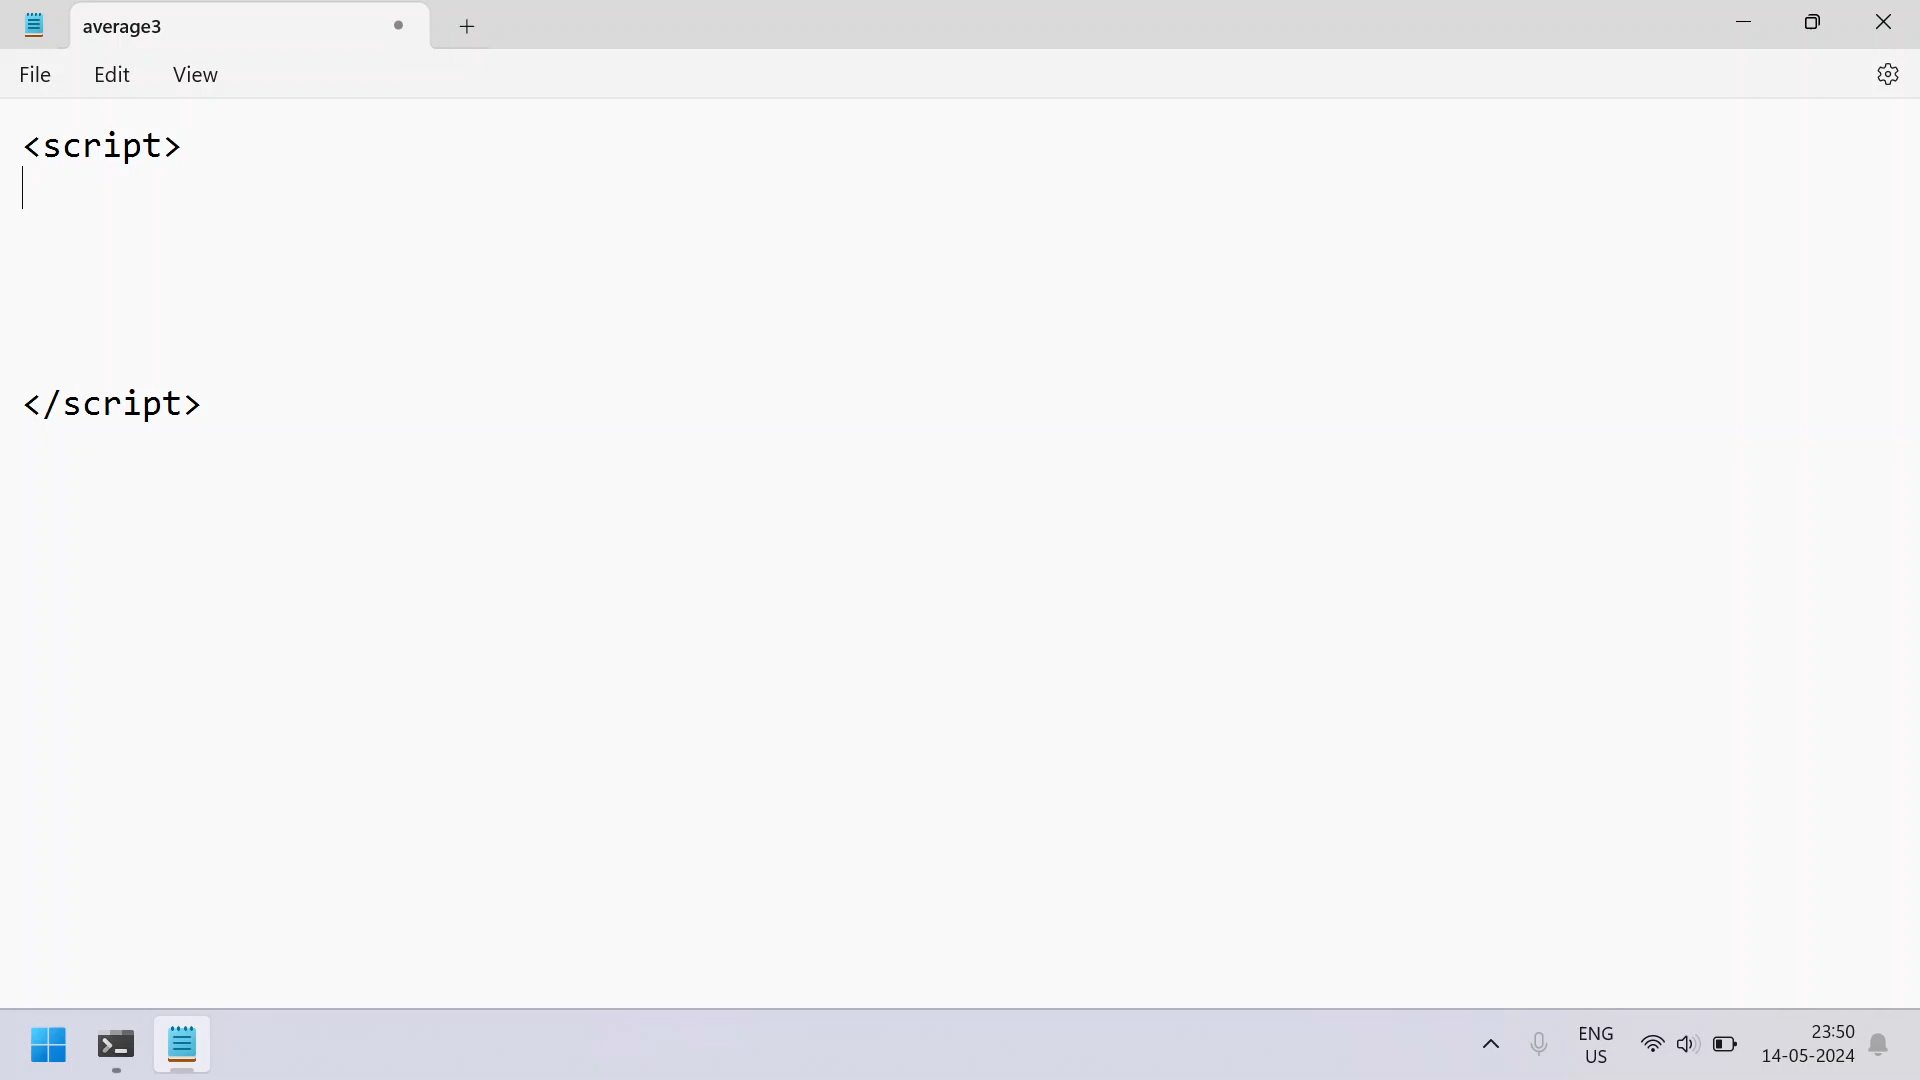 average3
File Edit View
<script>
</script>
ENG
US
23:50
14-05-2024